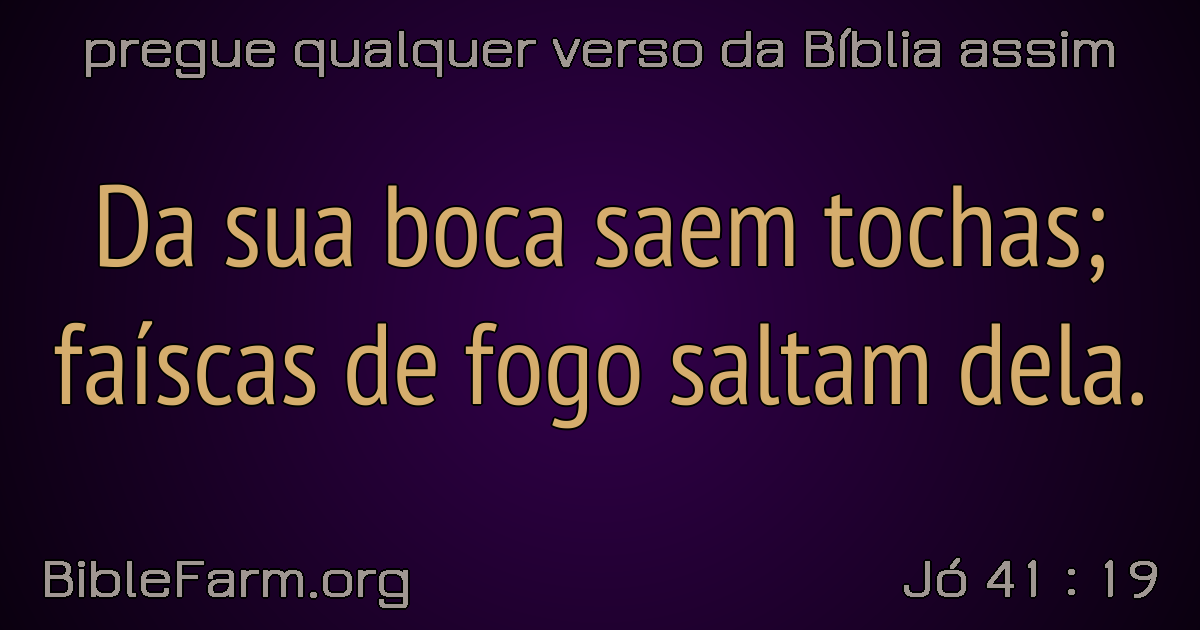 pregue qualquer verso da Bíblia assim
Da sua boca saem tochas;
faíscas de fogo saltam dela.
BibleFarm.org
Jó 41 : 19